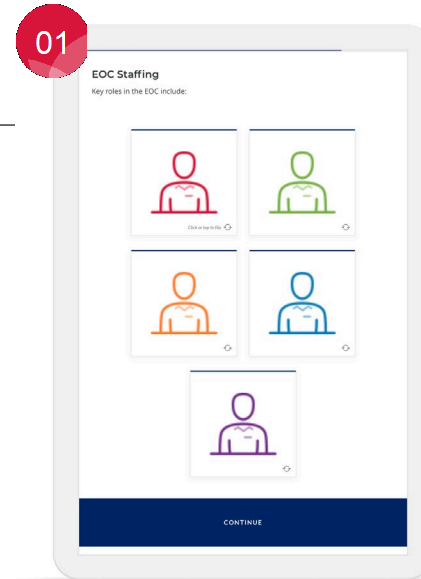 01
EOC Staffing
Key roles in the EOC include:
Click or tap to flip
CONTINUE